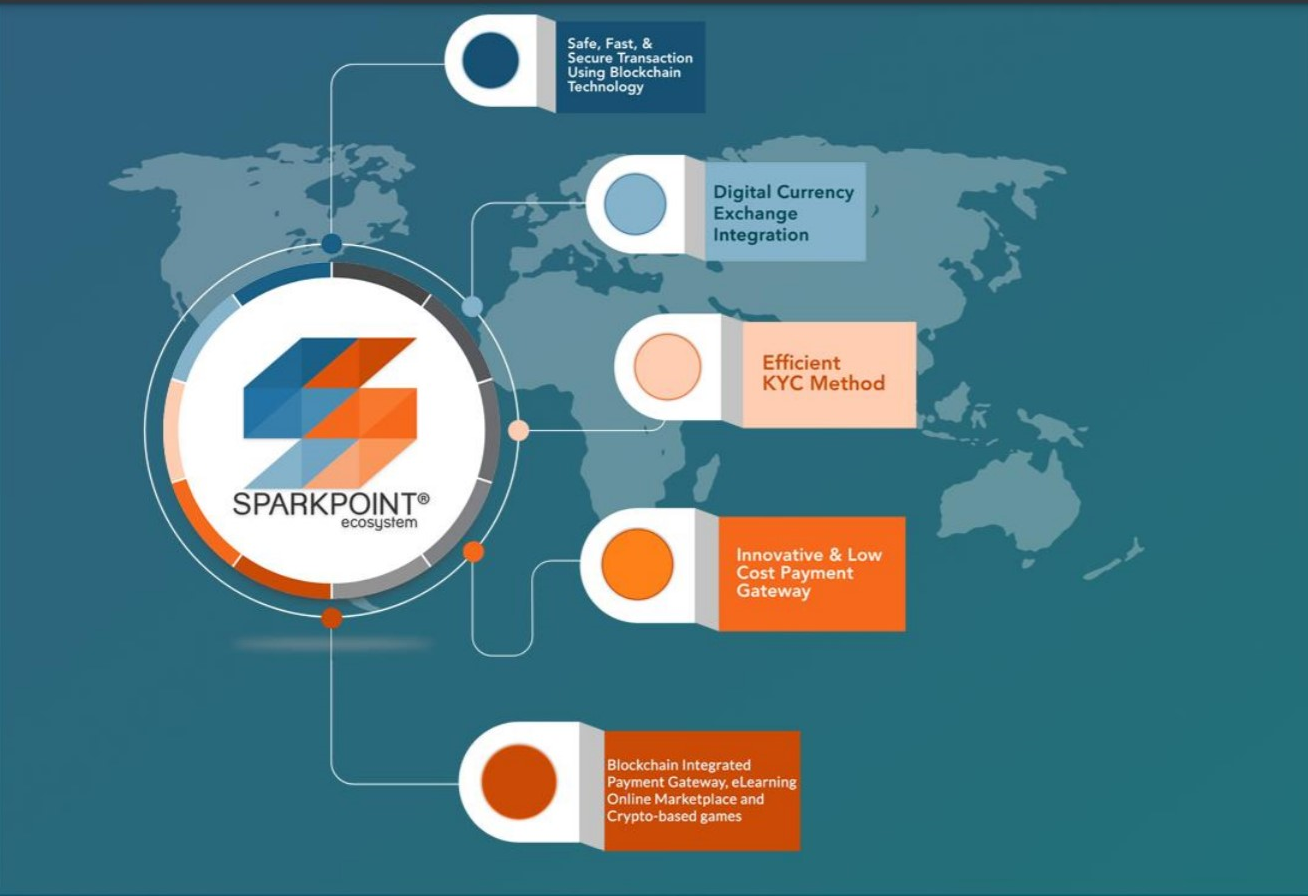 Safe, Fast, &
Secure Transaction
Using Blockchain
Technology
Digital Currency
Exchange
Integration
Efficient
KYC Method
SPARKPOINT®
ecosystem
Innovative & Low
Cost Payment
Gateway
Blockchain Integrated
Payment Gateway, eLearning
Online Marketplace and
Crypto-based games